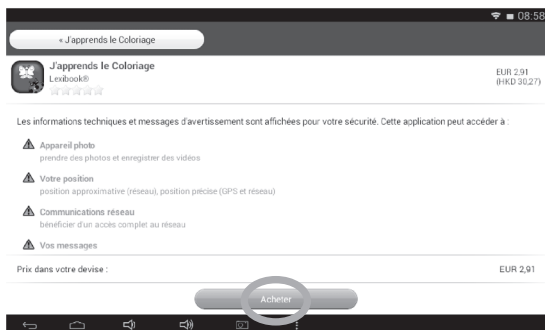 08:58
« J'apprends le Coloriage
J'apprends le Coloriage
Lexibook®
EUR 2,91
(HKD 30,27)
Les informations techniques et messages d'avertissement sont affichées pour votre sécurité. Cette application peut accéder à :
Appareil photo
prendre des photos et enregistrer des vidéos
Votre position
position approximative (réseau), position précise (GPS et réseau)
Communications réseau
bénéficier d'un accès complet au réseau
Vos messages
Prix dans votre devise :
EUR 2,91
Acheter